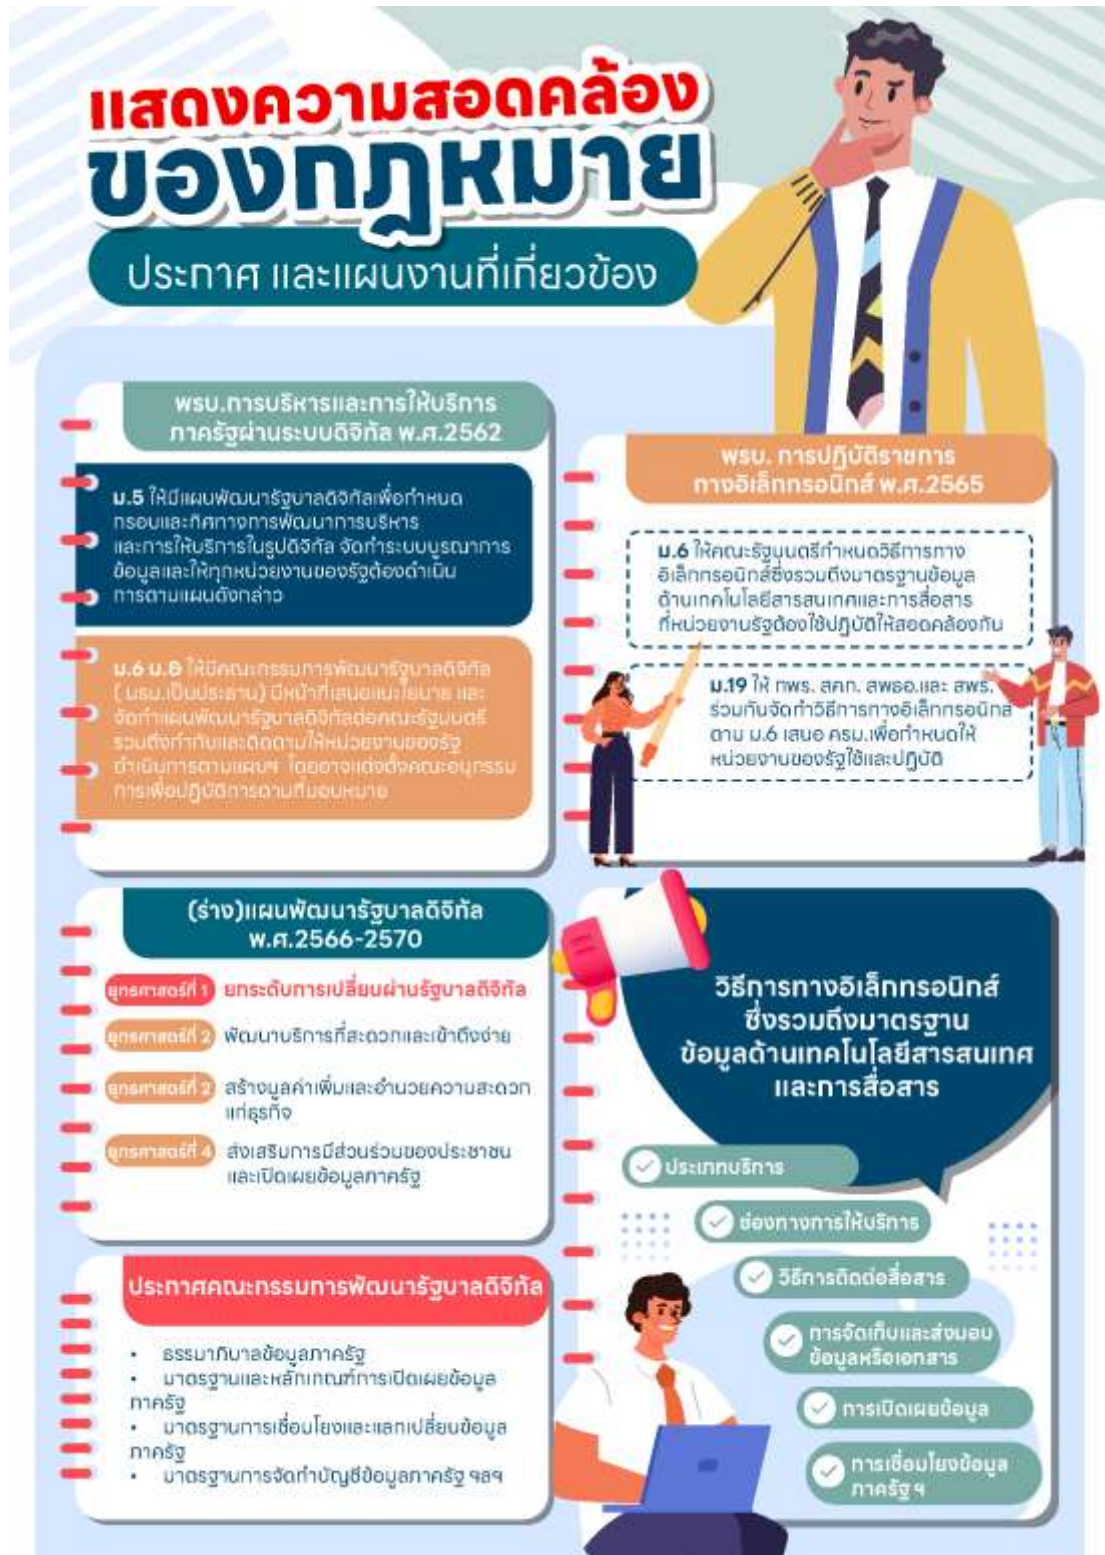 แสดงความสอดคล้อง
ของกฎหมาย
ประกาศ และแผนงานที่เกี่ยวข้อง
พรบ.การบริหารและการให้บริการ
ภาครัฐผ่านระบบดิจิทัล พ.ศ.2562
ม.5 ให้มีแผนพัฒนารัฐบาลดิจิทัลเพื่อกำหนด
กรอบและทิศทางการพัฒนาการบริหาร
และการให้บริการในรูปดิจิทัล จัดทำระบบบูรณาการ
ข้อมูลและให้ทุกหน่วยงานของรัฐต้องดำเนิน
การตามแผนดังกล่าว
ม.6 ม.8 ให้มีคณะกรรมการพัฒนารัฐบาลดิจิทัล
( นรม.เป็นประธาน) มีหน้าที่เสนอแนะโยบาย และ
จัดทำแผนพัฒนารัฐบาลดิจิทัลต่อคณะรัฐมนตรี
รวมถึงกำกับและติดตามให้หน่วยงานของรัฐ
ดำเนินการตามแผนฯ โดยอาจแต่งตั้งคณะอนุกรรม
การเพื่อปฏิบัติการตามที่มอบหมาย
พรบ. การปฏิบัติราชการ
ทางอิเล็กทรอนิกส์ พ.ศ.2565
ม.6 ให้คณะรัฐมนตรีกำหนดวิธีการทาง
อิเล็กทรอนิกส์ซึ่งรวมถึงมาตรฐานข้อมูล
ด้านเทคโนโลยีสารสนเทศและการสื่อสาร
ที่หน่วยงานรัฐต้องใช้ปฏิบัติให้สอดคล้องกัน
ม.19 ให้ กพร. สคก. สพธอ.และ สพร.
ร่วมกันจัดทำวิธีการทางอิเล็กทรอนิกส
ตาม ม.6 เสนอ ครม.เพื่อกำหนดให้
หน่วยงานของรัฐใช้และปฏิบัติ
(ร่าง)แผนพัฒนารัฐบาลดิจิทัล
พ.ศ.2566-2570
ยุทธศาสตร์ที่ 1 ยกระดับการเปลี่ยนผ่านรัฐบาลดิจิทัล
ยุทธศาสตร์ที่ 2 พัฒนาบริการที่สะดวกและเข้าถึงง่าย
ยุทธศาสตร์ที่ 2 สร้างมูลค่าเพิ่มและอำนวยความสะดวก
แก่ธุรกิจ
ยุทธศาสตร์ที่ 4 ส่งเสริมการมีส่วนร่วมของประชาชน
และเปิดเผยข้อมูลภาครัฐ
ประกาศคณะกรรมการพัฒนารัฐบาลดิจิทัล
• ธรรมาภิบาลข้อมูลภาครัฐ
• มาตรฐานและหลักเกณฑ์การเปิดเผยข้อมูล
ภาครัฐ
• มาตรฐานการเชื่อมโยงและแลกเปลี่ยนข้อมูล
ภาครัฐ
• มาตรฐานการจัดทำบัญชีข้อมูลภาครัฐ ฯลฯ
วิธีการทางอิเล็กทรอนิกส์
ซึ่งรวมถึงมาตรฐาน
ข้อมูลด้านเทคโนโลยีสารสนเทศ
และการสื่อสาร
ประเภทบริการ
ช่องทางการให้บริการ
วิธีการติดต่อสื่อสาร
การจัดเก็บและส่งมอบ
ข้อมูลหรือเอกสาร
การเปิดเผยข้อมูล
การเชื่อมโยงข้อมูล
ภาครัฐ ฯ